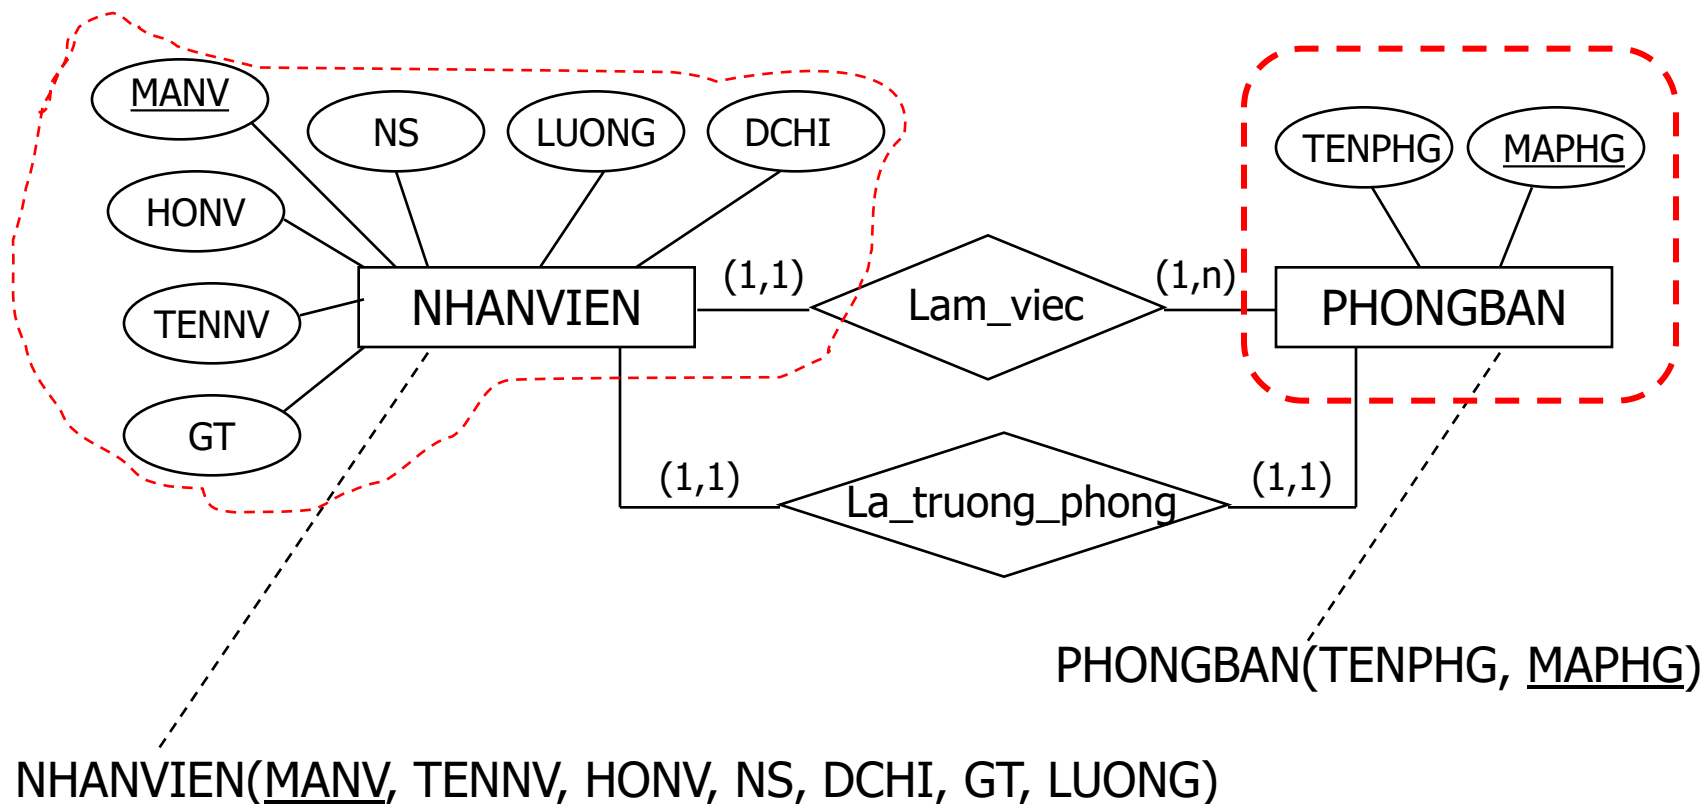 MANV
NS
LUONG
DCHI
TENPHG
MAPHG
HONV
(1,1)
(1,n)
NHANVIEN
Lam_viec
PHONGBAN
TENNV
GT
(1,1)
(1,1)
La_truong_phong
PHONGBAN(TENPHG, MAPHG)
NHANVIEN(MANV, TENNV, HONV, NS, DCHI, GT, LUONG)